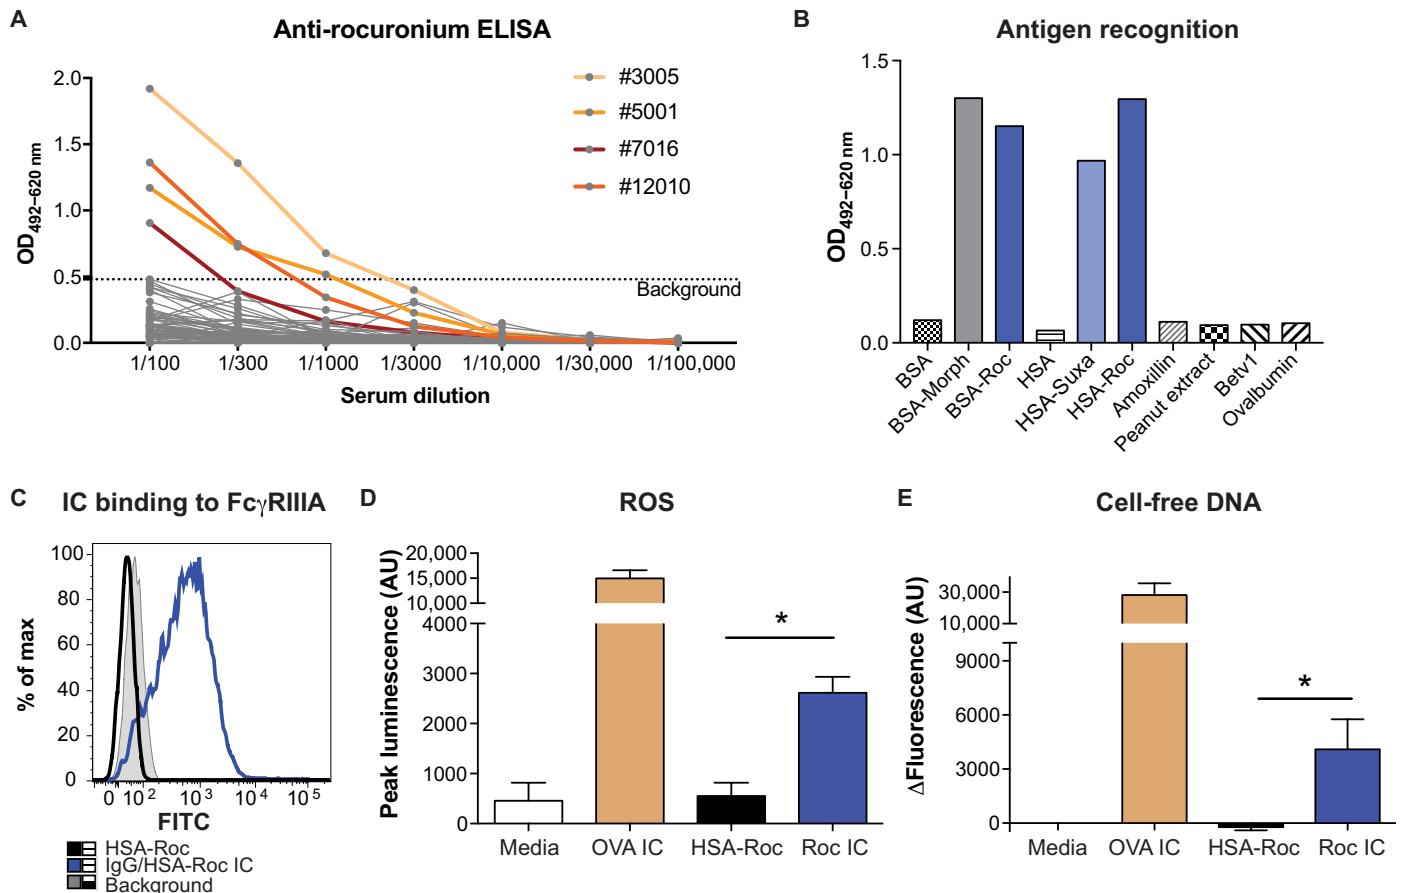 A
Anti-rocuronium ELISA
OD492–620 nm
2.0
1.5
1.0
0.5
0.0
#3005
#5001
#7016
#12010
Background
1/100 1/300 1/1000 1/3000 1/10,000 1/30,000 1/100,000
Serum dilution
B
Antigen recognition
OD492–620 nm
1.5
1.0
0.5
0.0
BSA
BSA-Morph
BSA-Roc
HSA
HSA-Suxa
HSA-Roc
Amoxillin
Peanut extract
Betv1
Ovalbumin
C
IC binding to FcγRIIIA
% of max
100
80
60
40
20
0
0 10² 10³ 10⁴ 10⁵
FITC
HSA-Roc
IgG/HSA-Roc IC
Background
D
ROS
Peak luminescence (AU)
20,000
15,000
10,000
4000
3000
2000
1000
0
*
Media OVA IC HSA-Roc Roc IC
E
Cell-free DNA
ΔFluorescence (AU)
30,000
10,000
9000
6000
3000
0
*
Media OVA IC HSA-Roc Roc IC